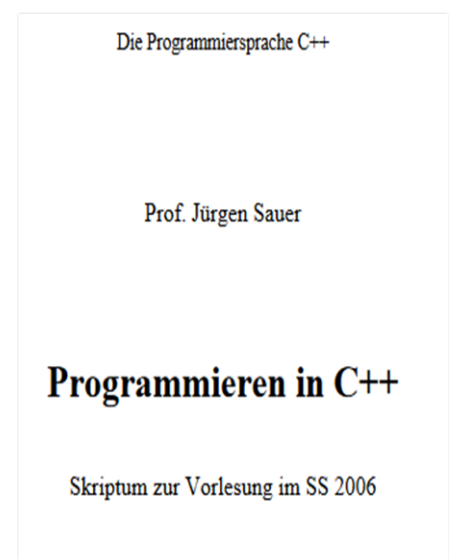 Die Programmiersprache C++
Prof. Jürgen Sauer
Programmieren in C++
Skriptum zur Vorlesung im SS 2006